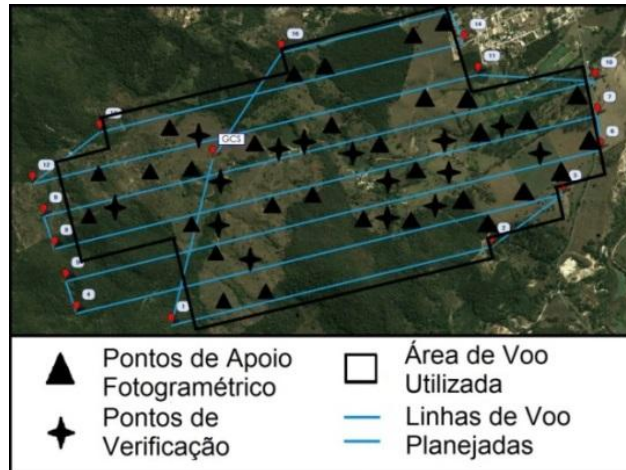 16
14
11
10
7
GCS
12
6
8
3
2
4
1
Pontos de Apoio
Fotogramétrico
Área de Voo
Utilizada
Pontos de
Verificação
Linhas de Voo
Planejadas